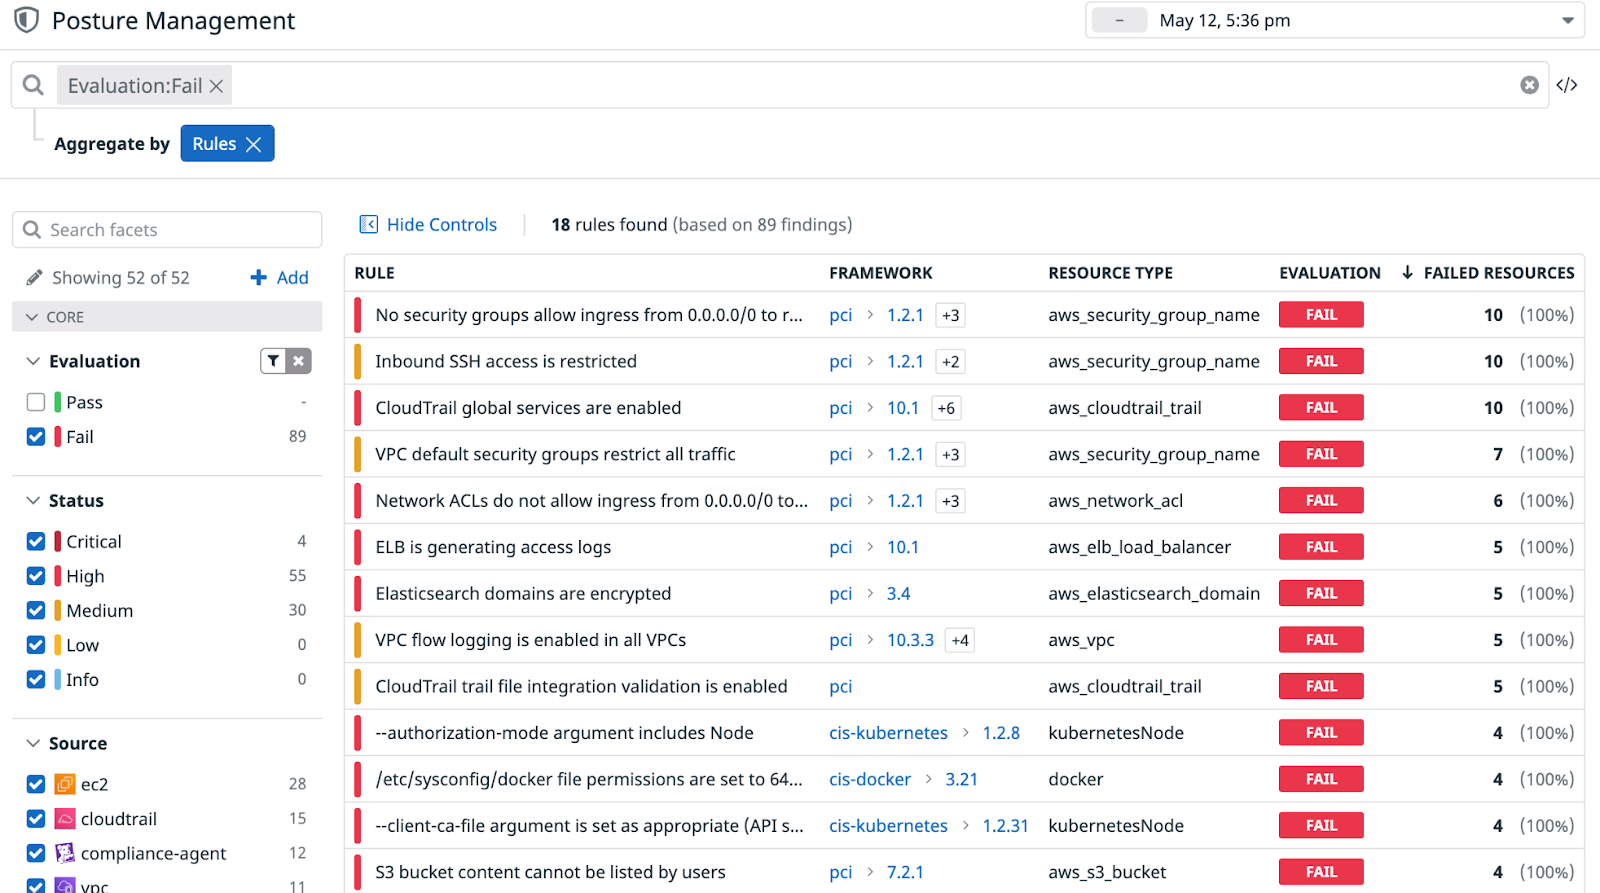 Posture Management
– May 12, 5:36 pm
Evaluation:Fail
</>
Aggregate by Rules
Search facets
Hide Controls
18 rules found (based on 89 findings)
Showing 52 of 52
Add
CORE
Evaluation
Pass -
Fail 89
Status
Critical 4
High 55
Medium 30
Low 0
Info 0
Source
ec2 28
cloudtrail 15
compliance-agent 12
vpc 11
RULE FRAMEWORK RESOURCE TYPE EVALUATION ↓ FAILED RESOURCES
No security groups allow ingress from 0.0.0.0/0 to r... pci > 1.2.1 +3 aws_security_group_name FAIL 10 (100%)
Inbound SSH access is restricted pci > 1.2.1 +2 aws_security_group_name FAIL 10 (100%)
CloudTrail global services are enabled pci > 10.1 +6 aws_cloudtrail_trail FAIL 10 (100%)
VPC default security groups restrict all traffic pci > 1.2.1 +3 aws_security_group_name FAIL 7 (100%)
Network ACLs do not allow ingress from 0.0.0.0/0 to... pci > 1.2.1 +3 aws_network_acl FAIL 6 (100%)
ELB is generating access logs pci > 10.1 aws_elb_load_balancer FAIL 5 (100%)
Elasticsearch domains are encrypted pci > 3.4 aws_elasticsearch_domain FAIL 5 (100%)
VPC flow logging is enabled in all VPCs pci > 10.3.3 +4 aws_vpc FAIL 5 (100%)
CloudTrail trail file integration validation is enabled pci aws_cloudtrail_trail FAIL 5 (100%)
--authorization-mode argument includes Node cis-kubernetes > 1.2.8 kubernetesNode FAIL 4 (100%)
/etc/sysconfig/docker file permissions are set to 64... cis-docker > 3.21 docker FAIL 4 (100%)
--client-ca-file argument is set as appropriate (API s... cis-kubernetes > 1.2.31 kubernetesNode FAIL 4 (100%)
S3 bucket content cannot be listed by users pci > 7.2.1 aws_s3_bucket FAIL 4 (100%)